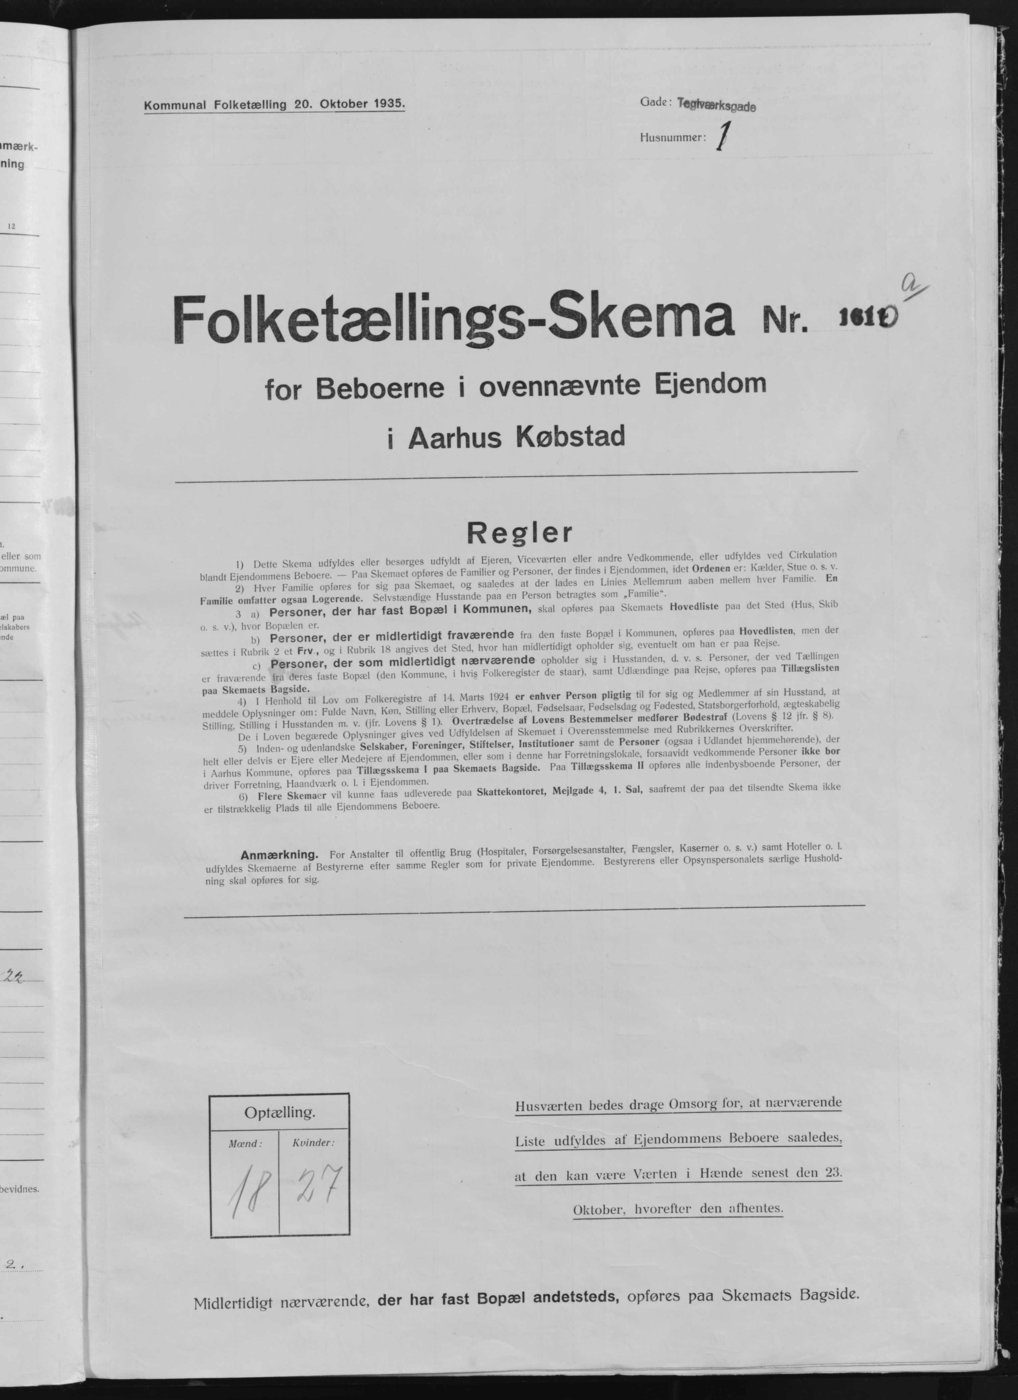 mærk-
ning
12
eller som
ommune.
æl paa
elskabers
nde
22
bevidnes.
2.
Kommunal Folketælling 20. Oktober 1935.
Gade: Teglværksgade
Husnummer: 1
a
Folketællings-Skema Nr.
for Beboerne i ovennævnte Ejendom
i Aarhus Købstad
Regler
1) Dette Skema udfyldes eller besørges udfyldt af Ejeren, Viceværten eller andre Vedkommende, eller udfyldes ved Cirkulation
blandt Ejendommens Beboere. — Paa Skemaet opføres de Familier og Personer, der findes i Ejendommen, idet Ordenen er: Kælder, Stue o. s. v.
2) Hver Familie opføres for sig paa Skemaet, og saaledes at der lades en Linies Mellemrum aaben mellem hver Familie. En
Familie omfatter ogsaa Logerende. Selvstændige Husstande paa en Person betragtes som „Familie".
3 a) Personer, der har fast Bopæl i Kommunen, skal opføres paa Skemaets Hovedliste paa det Sted (Hus, Skib
o. s. v.), hvor Bopælen er.
b) Personer, der er midlertidigt fraværende fra den faste Bopæl i Kommunen, opføres paa Hovedlisten, men der
sættes i Rubrik 2 et Frv., og i Rubrik 18 angives det Sted, hvor han midlertidigt opholder sig, eventuelt om han er paa Rejse.
c) Personer, der som midlertidigt nærværende opholder sig i Husstanden, d. v. s. Personer, der ved Tællingen
er fraværende fra deres faste Bopæl (den Kommune, i hvis Folkeregister de staar), samt Udlændinge paa Rejse, opføres paa Tillægslisten
paa Skemaets Bagside.
4) I Henhold til Lov om Folkeregistre af 14. Marts 1924 er enhver Person pligtig til for sig og Medlemmer af sin Husstand, at
meddele Oplysninger om: Fulde Navn, Køn, Stilling eller Erhverv, Bopæl, Fødselsaar, Fødselsdag og Fødested, Statsborgerforhold, ægteskabelig
Stilling, Stilling i Husstanden m. v. (jfr. Lovens § 1). Overtrædelse af Lovens Bestemmelser medfører Bødestraf (Lovens § 12 jfr. § 8).
De i Loven begærede Oplysninger gives ved Udfyldelsen af Skemaet i Overensstemmelse med Rubrikkernes Overskrifter.
5) Inden- og udenlandske Selskaber, Foreninger, Stiftelser, Institutioner samt de Personer (ogsaa i Udlandet hjemmehørende), der
helt eller delvis er Ejere eller Medejere af Ejendommen, eller som i denne har Forretningslokale, forsaavidt vedkommende Personer ikke bor
i Aarhus Kommune, opføres paa Tillægsskema I paa Skemaets Bagside. Paa Tillægsskema II opføres alle indenbysboende Personer, der
driver Forretning, Haandværk o. l. i Ejendommen.
6) Flere Skemaer vil kunne faas udleverede paa Skattekontoret, Mejlgade 4, 1. Sal, saafremt der paa det tilsendte Skema ikke
er tilstrækkelig Plads til alle Ejendommens Beboere.
Anmærkning. For Anstalter til offentlig Brug (Hospitaler, Forsørgelsesanstalter, Fængsler, Kaserner o. s. v.) samt Hoteller o. l.
udfyldes Skemaerne af Bestyrerne efter samme Regler som for private Ejendomme. Bestyrerens eller Opsynspersonalets særlige Hushold-
ning skal opføres for sig.
Optælling.
Mænd: Kvinder:
18 27
Husværten bedes drage Omsorg for, at nærværende
Liste udfyldes af Ejendommens Beboere saaledes,
at den kan være Værten i Hænde senest den 23.
Oktober, hvorefter den afhentes.
Midlertidigt nærværende, der har fast Bopæl andetsteds, opføres paa Skemaets Bagside.